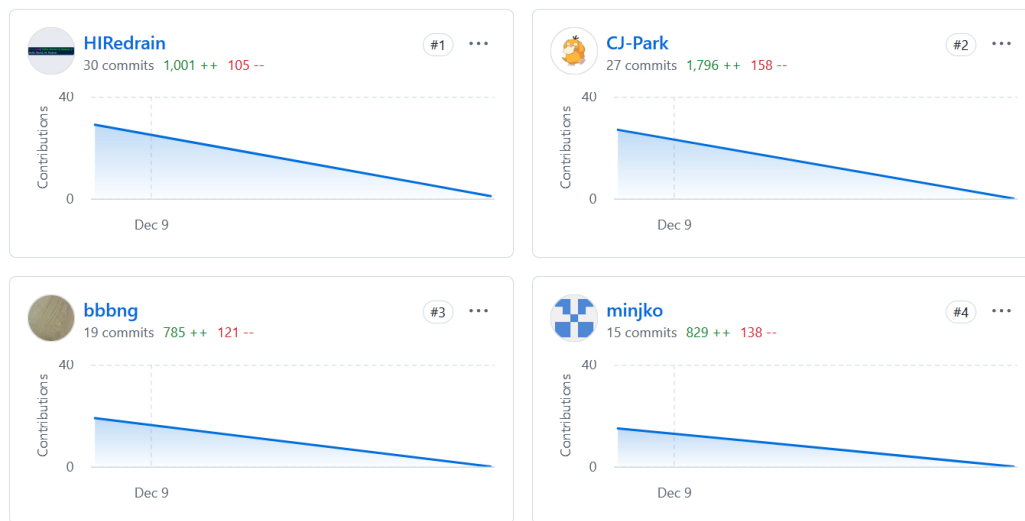 HIRedrain
#1
30 commits 1,001 ++ 105 --
40
Contributions
0
Dec 9
CJ-Park
#2
27 commits 1,796 ++ 158 --
40
Contributions
0
Dec 9
bbbng
#3
19 commits 785 ++ 121 --
40
Contributions
0
Dec 9
minjko
#4
15 commits 829 ++ 138 --
40
Contributions
0
Dec 9